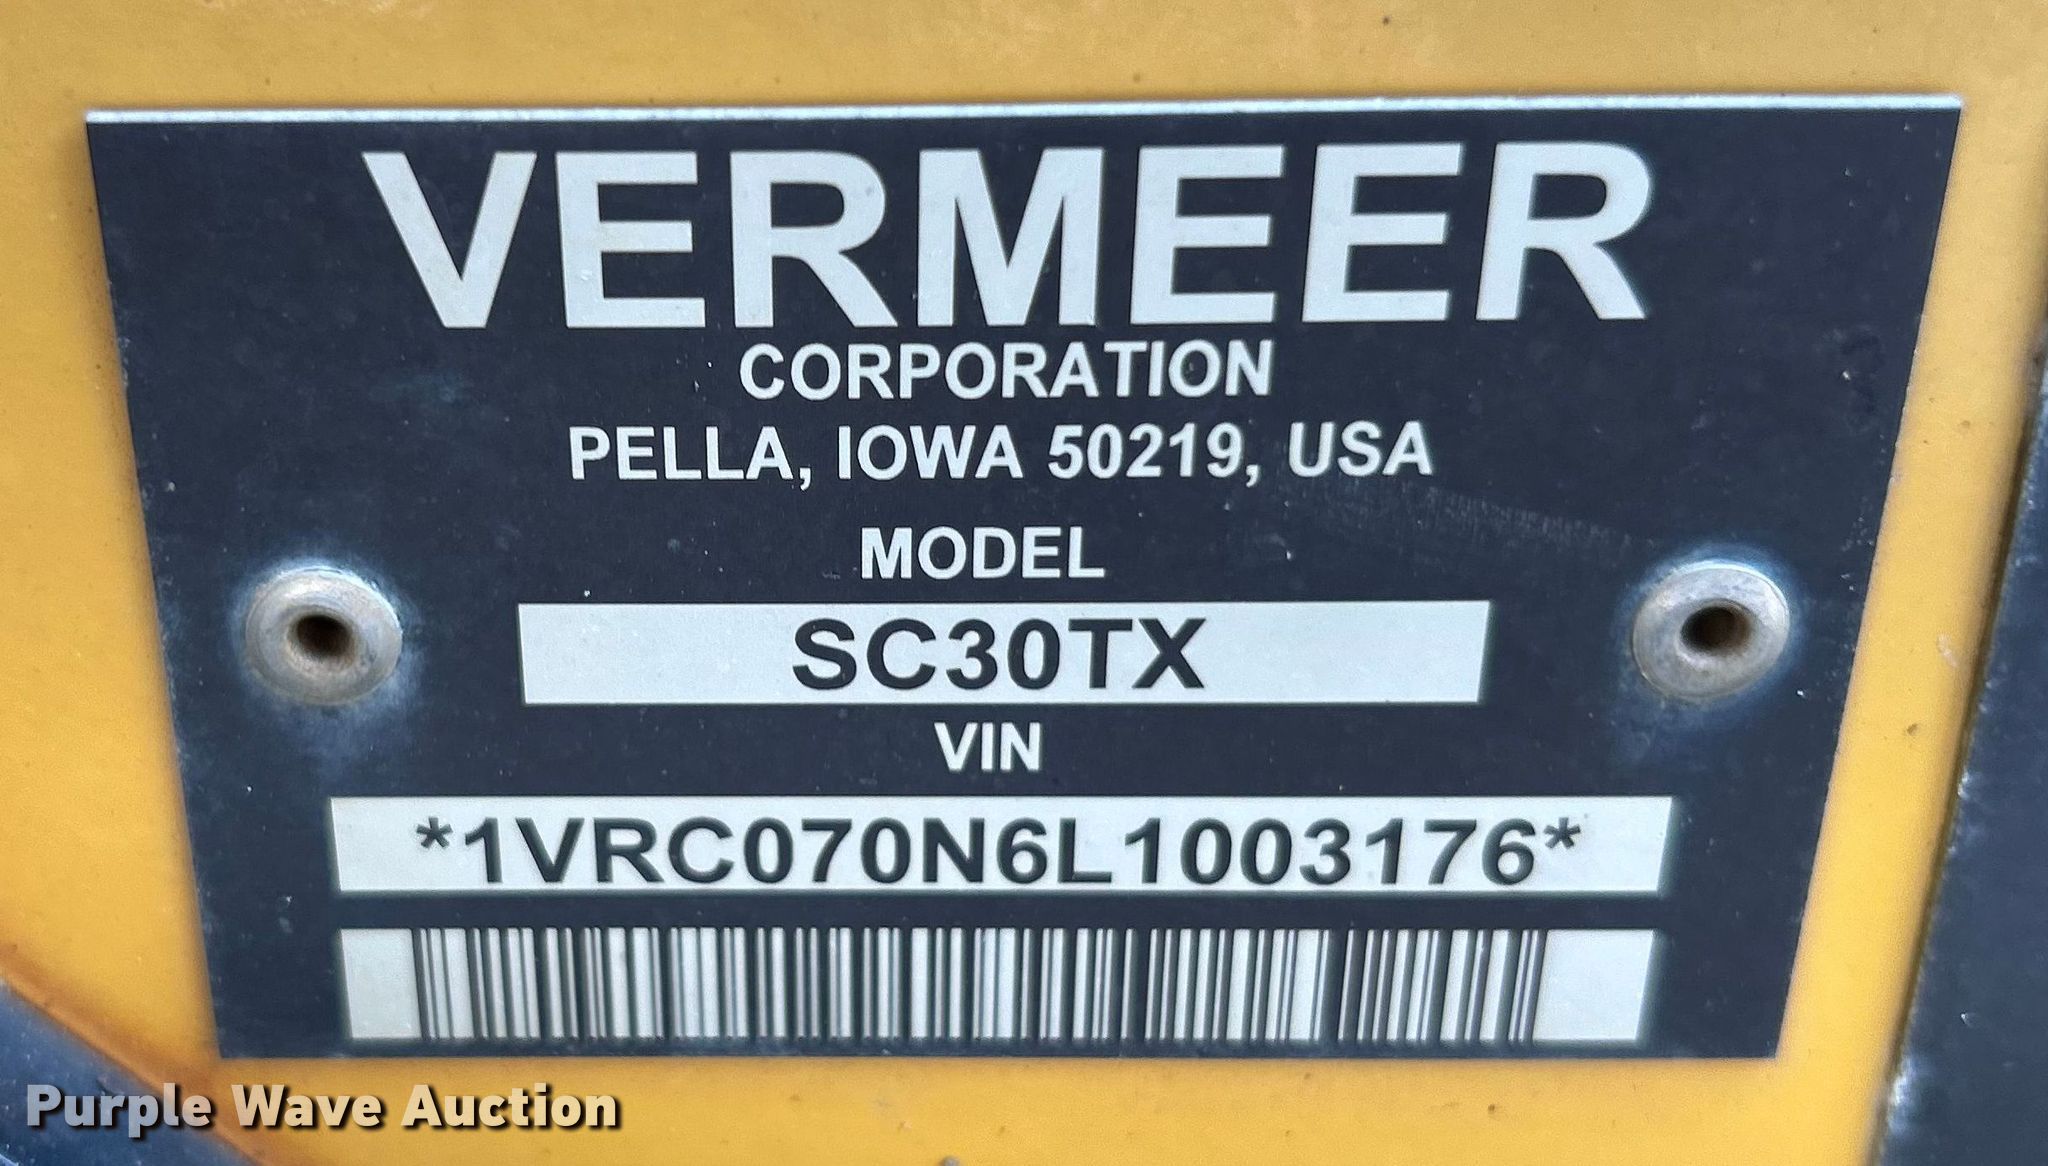 VERMEER
CORPORATION
PELLA, IOWA 50219, USA
MODEL
SC30TX
VIN
*1VRC070N6L1003176*
Purple Wave Auction